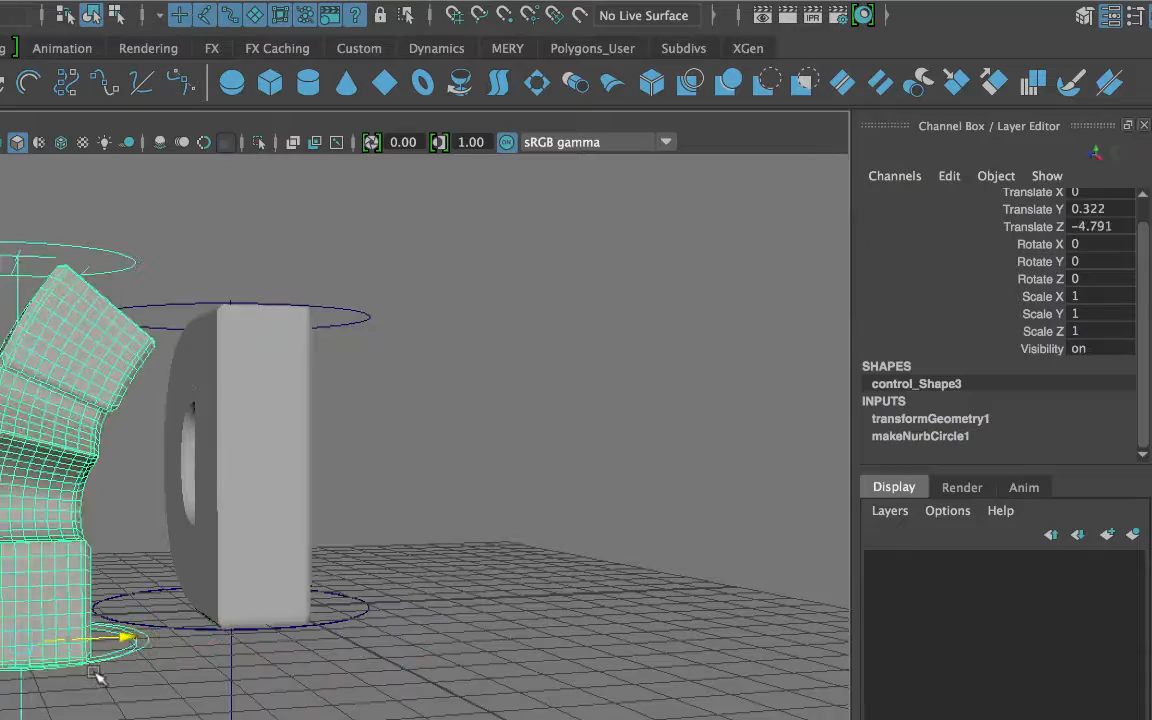 No Live Surface
Animation Rendering FX FX Caching Custom Dynamics MERY Polygons_User Subdivs XGen
IPR
0.00 1.00 ON sRGB gamma
Channel Box / Layer Editor
Channels Edit Object Show
Translate X 0
Translate Y 0.322
Translate Z -4.791
Rotate X 0
Rotate Y 0
Rotate Z 0
Scale X 1
Scale Y 1
Scale Z 1
Visibility on
SHAPES
control_Shape3
INPUTS
transformGeometry1
makeNurbCircle1
Display Render Anim
Layers Options Help